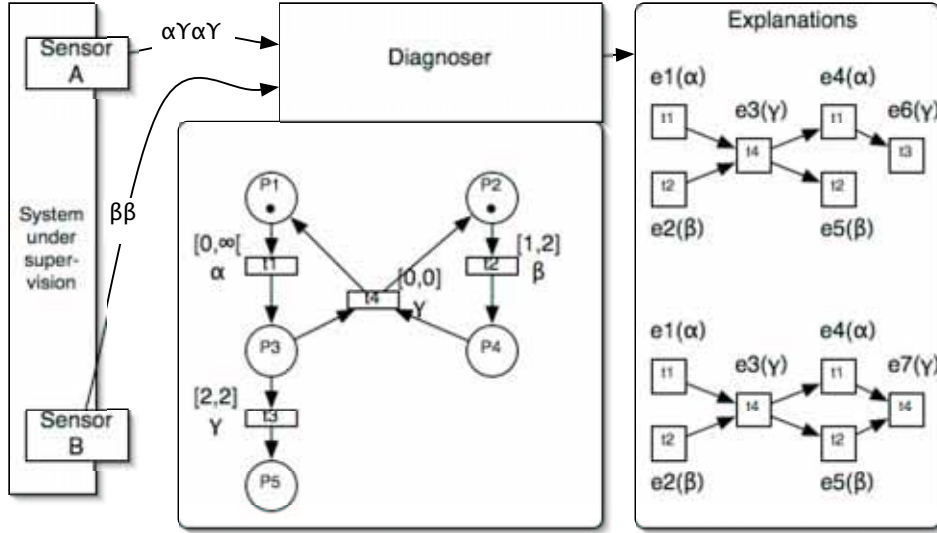 Sensor
A
αγαγ
Diagnoser
Explanations
System
under
super-
vision
ββ
Sensor
B
P1
P2
[0,∞[
α
t1
[1,2]
β
t2
[0,0]
γ
t4
P3
P4
[2,2]
γ
t3
P5
e1(α)
e4(α)
t1
e3(γ)
t1
e6(γ)
t4
t3
t2
t2
e2(β)
e5(β)
e1(α)
e4(α)
t1
e3(γ)
t1
e7(γ)
t4
t4
t2
t2
e2(β)
e5(β)